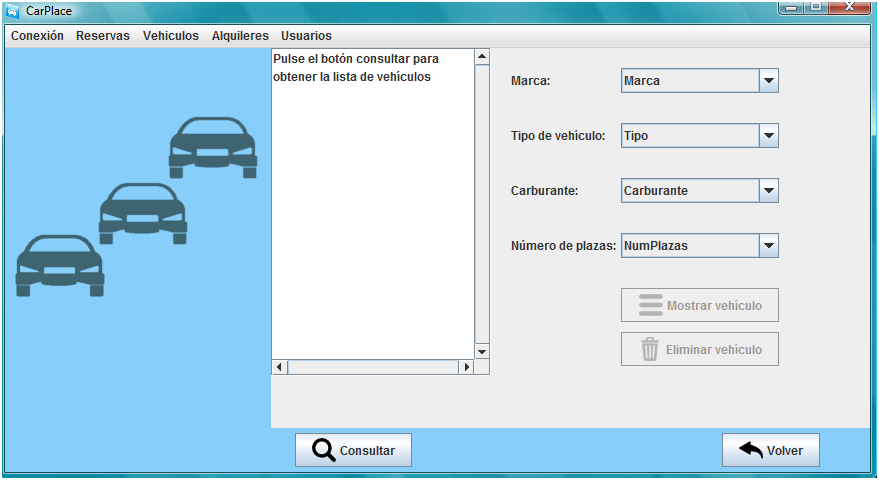 CarPlace
Conexión Reservas Vehiculos Alquileres Usuarios
Pulse el botón consultar para
obtener la lista de vehículos
Marca: Marca
Tipo de vehículo: Tipo
Carburante: Carburante
Número de plazas: NumPlazas
Mostrar vehiculo
Eliminar vehiculo
Consultar
Volver